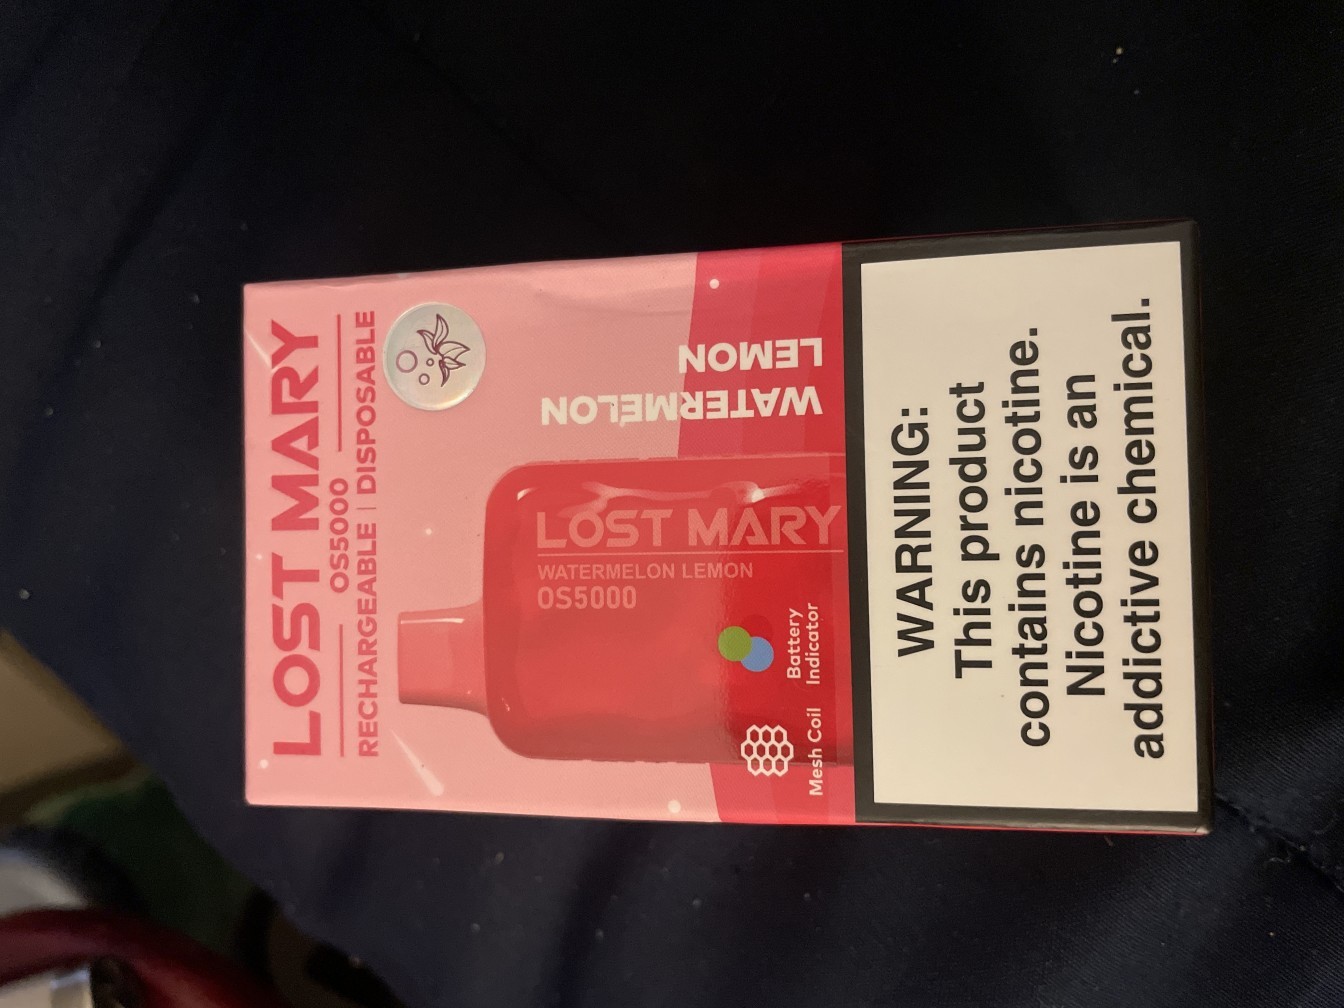 LOST MARY
OS5000
RECHARGEABLE | DISPOSABLE
WATERMELON
LEMON
LOST MARY
WATERMELON LEMON
OS5000
Mesh Coil
Battery
Indicator
WARNING:
This product
contains nicotine.
Nicotine is an
addictive chemical.